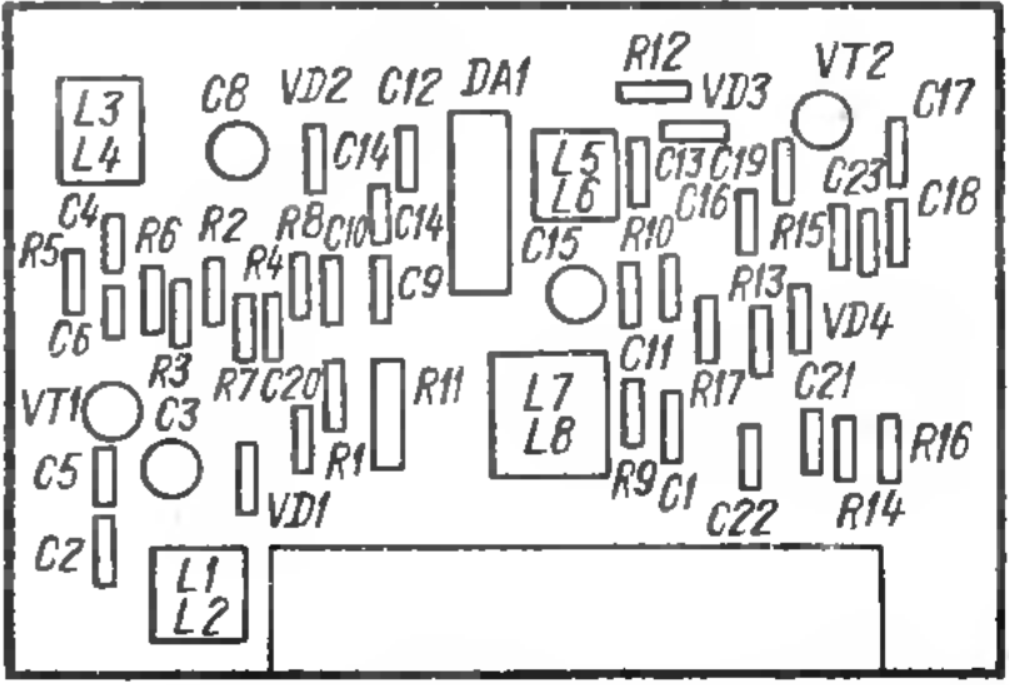 R12
VT2
C8
VD2
C12
DA1
VD3
C17
L3
L4
C14
L5
L6
C13
C19
C23
C16
C18
C4
R5
R6
R2
R8
C10
C14
C15
R10
R15
R4
C9
R13
VD4
C6
R3
R7
C20
R11
C11
R17
C21
VT1
C3
L7
L8
C5
R1
R9
C1
R16
VD1
C22
R14
C2
L1
L2